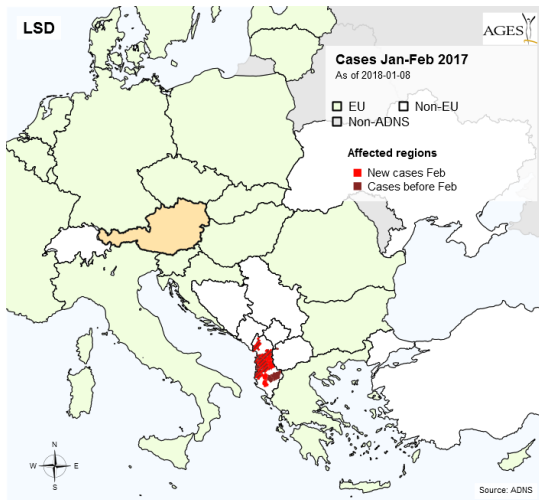 LSD
AGES
Cases Jan-Feb 2017
As of 2018-01-08
EU
Non-EU
Non-ADNS
Affected regions
New cases Feb
Cases before Feb
N
W
E
S
Source: ADNS